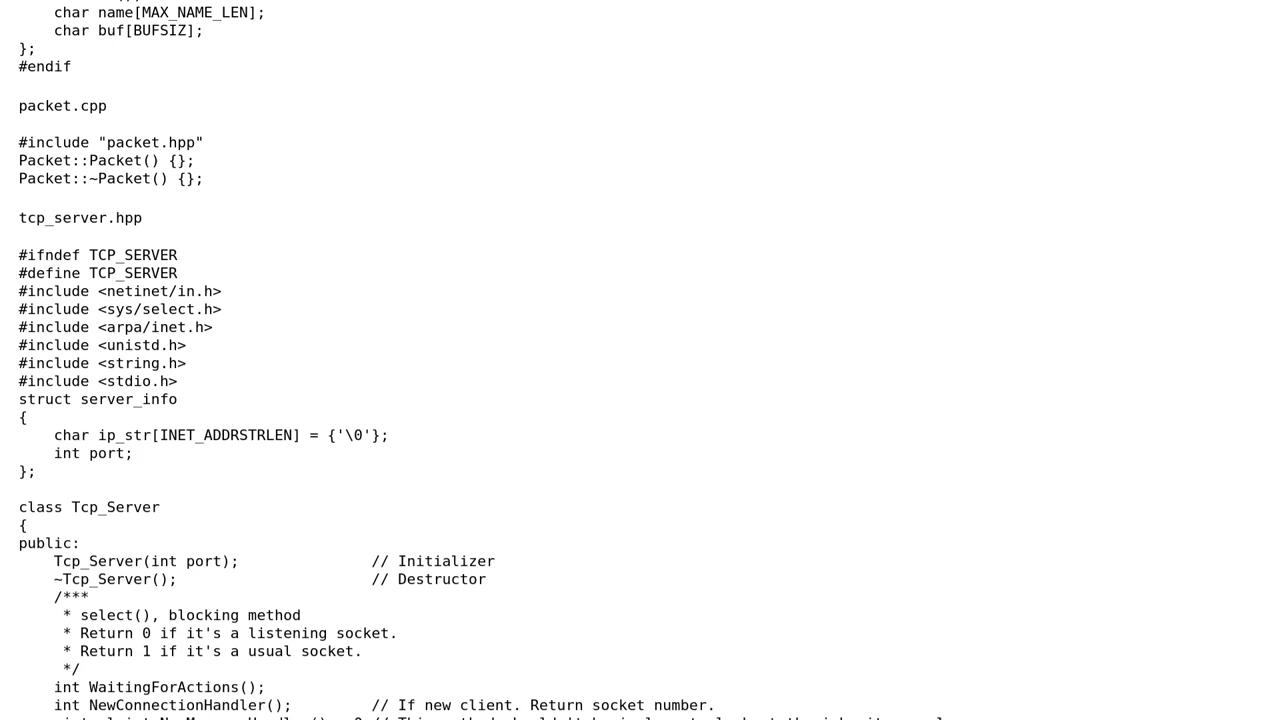 char name[MAX_NAME_LEN];
    char buf[BUFSIZ];
};
#endif
packet.cpp
#include "packet.hpp"
Packet::Packet() {};
Packet::~Packet() {};
tcp_server.hpp
#ifndef TCP_SERVER
#define TCP_SERVER
#include <netinet/in.h>
#include <sys/select.h>
#include <arpa/inet.h>
#include <unistd.h>
#include <string.h>
#include <stdio.h>
struct server_info
{
    char ip_str[INET_ADDRSTRLEN] = {'\0'};
    int port;
};
class Tcp_Server
{
public:
    Tcp_Server(int port);               // Initializer
    ~Tcp_Server();                      // Destructor
    /***
     * select(), blocking method
     * Return 0 if it's a listening socket.
     * Return 1 if it's a usual socket.
     */
    int WaitingForActions();
    int NewConnectionHandler();         // If new client. Return socket number.